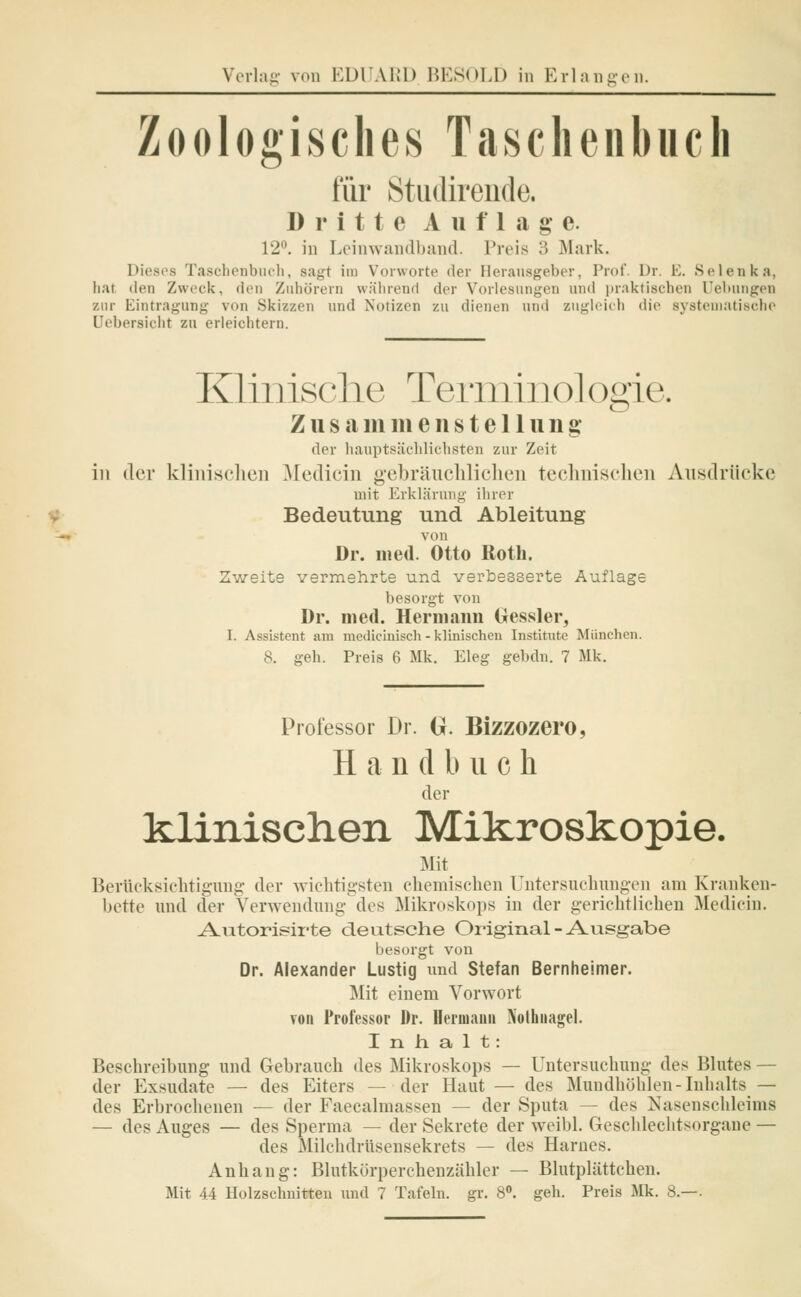 Verlag von EDUARD BESOLD in Erlangen.
Zoologisches Taschenbuch
für Studirende.
Dritte Auflage.
12⁰. in Leinwandband. Preis 3 Mark.
Dieses Taschenbuch, sagt im Vorworte der Herausgeber, Prof. Dr. E. Selenka,
hat den Zweck, den Zuhörern während der Vorlesungen und praktischen Uebungen
zur Eintragung von Skizzen und Notizen zu dienen und zugleich die systematische
Uebersicht zu erleichtern.
Klinische Terminologie.
Zusammenstellung
der hauptsächlichsten zur Zeit
in der klinischen Medicin gebräuchlichen technischen Ausdrücke
mit Erklärung ihrer
Bedeutung und Ableitung
von
Dr. med. Otto Roth.
Zweite vermehrte und verbesserte Auflage
besorgt von
Dr. med. Hermann Gessler,
I. Assistent am medicinisch-klinischen Institute München.
8. geh. Preis 6 Mk. Eleg gebdn. 7 Mk.
Professor Dr. G. Bizzozero,
Handbuch
der
klinischen Mikroskopie.
Mit
Berücksichtigung der wichtigsten chemischen Untersuchungen am Kranken-
bette und der Verwendung des Mikroskops in der gerichtlichen Medicin.
Autorisirte deutsche Original-Ausgabe
besorgt von
Dr. Alexander Lustig und Stefan Bernheimer.
Mit einem Vorwort
von Professor Dr. Hermann Nothnagel.
Inhalt:
Beschreibung und Gebrauch des Mikroskops — Untersuchung des Blutes —
der Exsudate — des Eiters — der Haut — des Mundhöhlen-Inhalts —
des Erbrochenen — der Faecalmassen — der Sputa — des Nasenschleims
— des Auges — des Sperma — der Sekrete der weibl. Geschlechtsorgane —
des Milchdrüsensekrets — des Harnes.
Anhang: Blutkörperchenzähler — Blutplättchen.
Mit 44 Holzschnitten und 7 Tafeln. gr. 8⁰. geh. Preis Mk. 8.—.